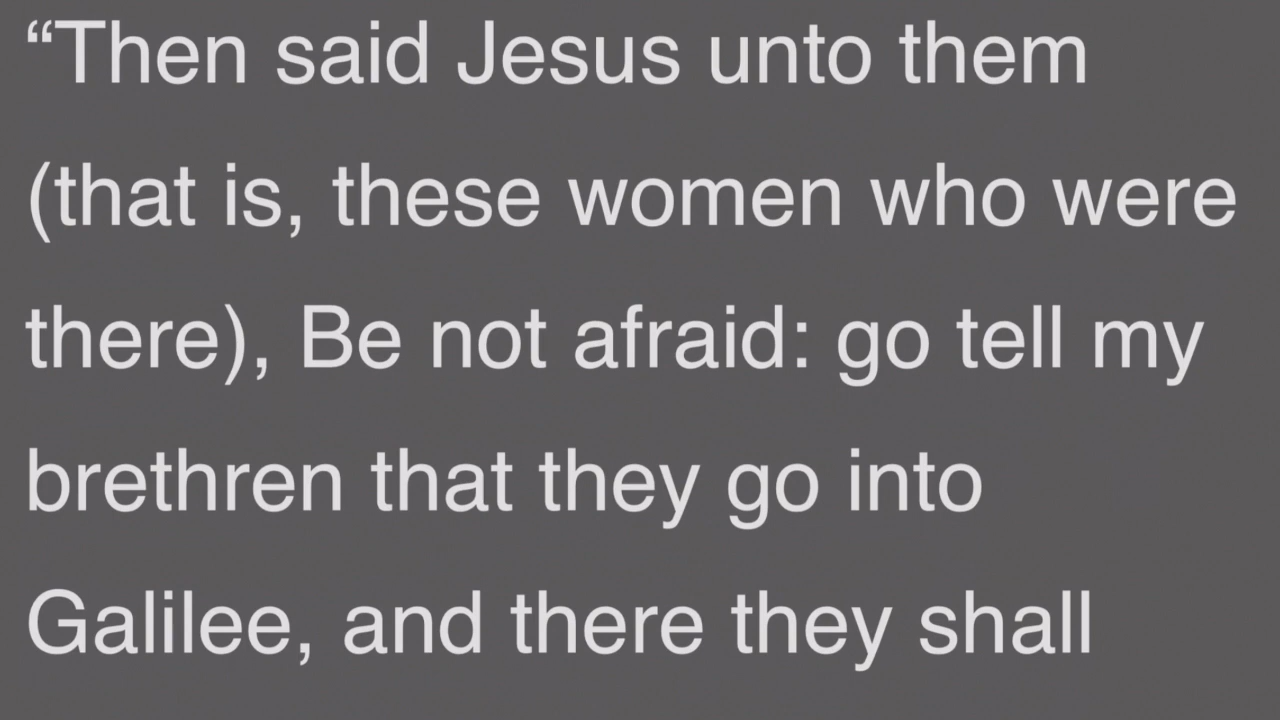 “Then said Jesus unto them
(that is, these women who were
there), Be not afraid: go tell my
brethren that they go into
Galilee, and there they shall